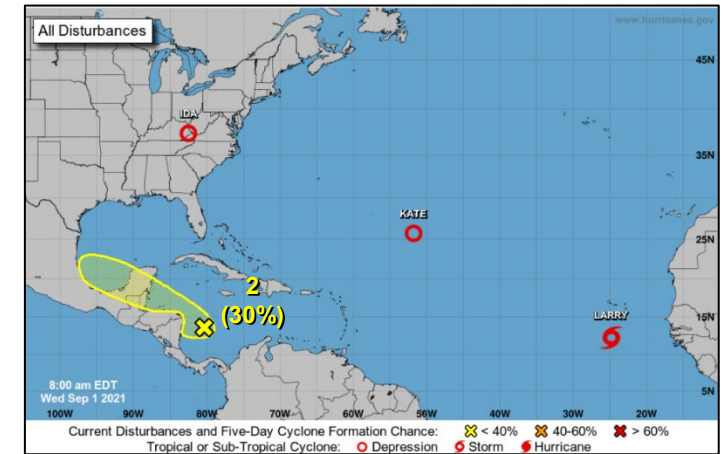 All Disturbances
www.hurricanes.gov
45N
IDA
35N
KATE
25N
2
(30%)
LARRY
15N
8:00 am EDT
Wed Sep 1 2021
5N
100W 90W 80W 70W 60W 50W 40W 30W 20W
Current Disturbances and Five-Day Cyclone Formation Chance: < 40% 40-60% > 60%
Tropical or Sub-Tropical Cyclone: Depression Storm Hurricane